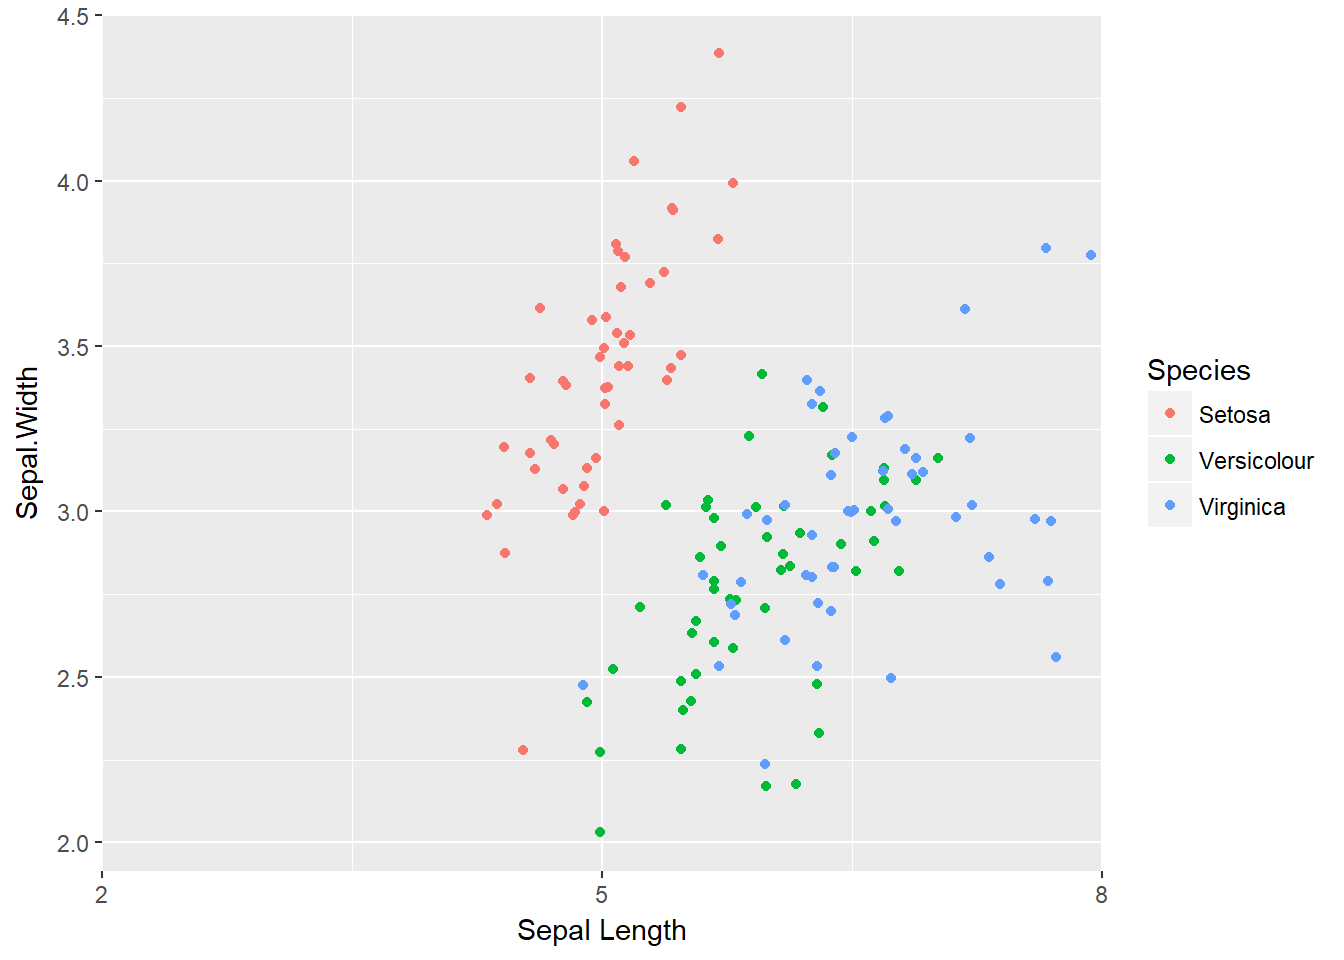 4.5
4.0
3.5
3.0
2.5
2.0
Sepal.Width
2 5 8
Sepal Length
Species
Setosa
Versicolour
Virginica